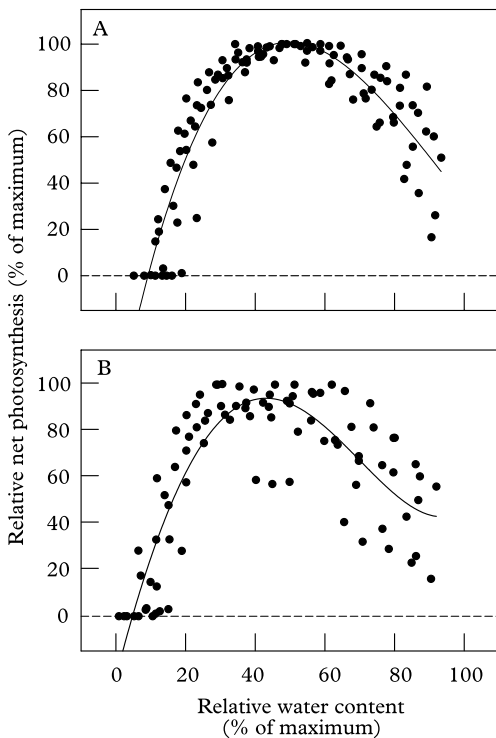 A
100
80
60
40
20
0
B
100
80
60
40
20
0
Relative net photosynthesis (% of maximum)
0 20 40 60 80 100
Relative water content
(% of maximum)